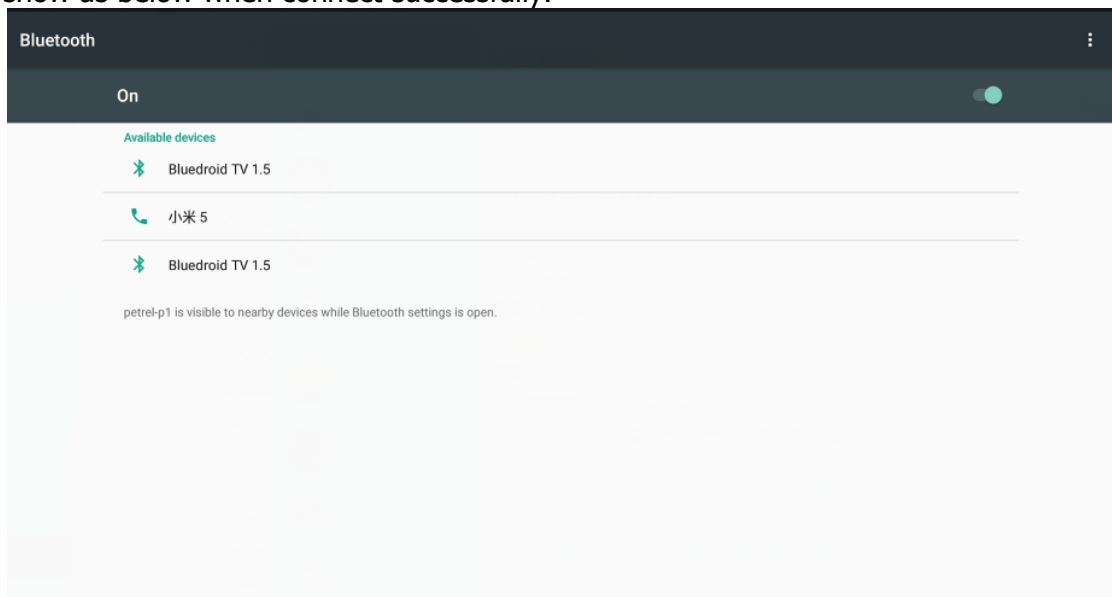 show as below when connect successfully.
Bluetooth
On
Available devices
Bluedroid TV 1.5
小米 5
Bluedroid TV 1.5
petrel-p1 is visible to nearby devices while Bluetooth settings is open.